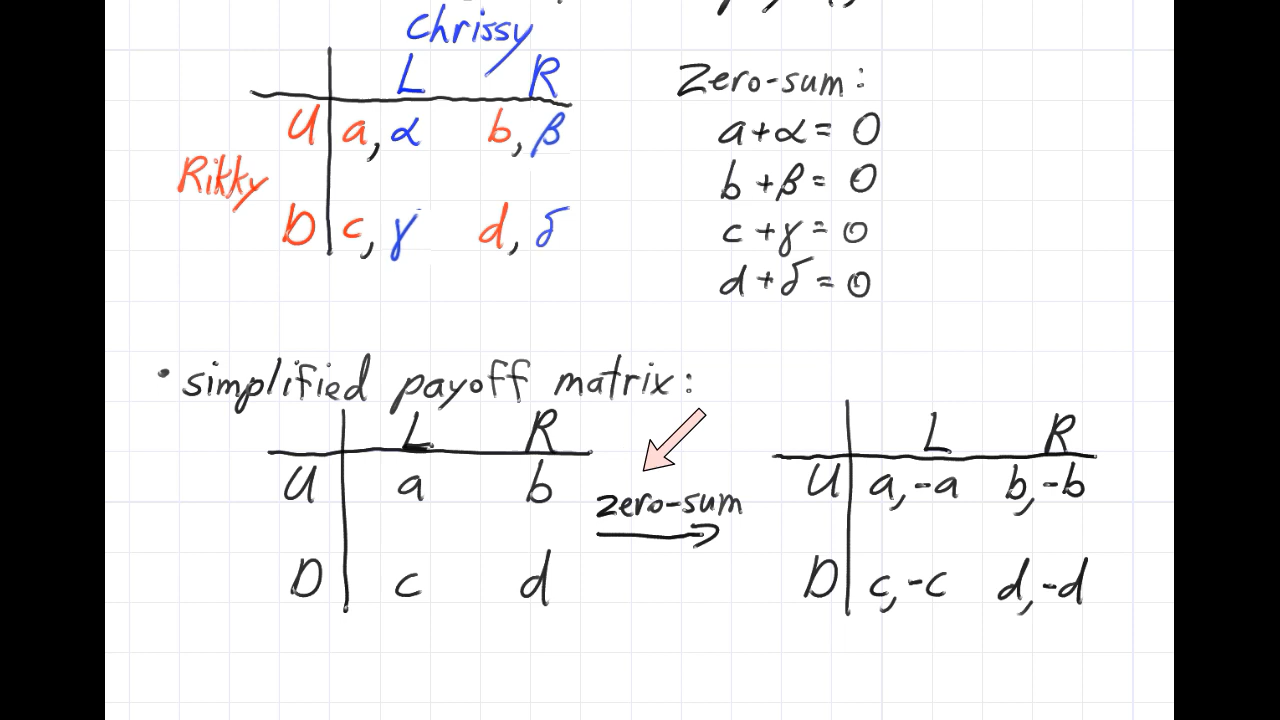 Chrissy
L R
U a, α b, β
Rikky
D c, γ d, δ
Zero-sum:
a + α = 0
b + β = 0
c + γ = 0
d + δ = 0
• simplified payoff matrix:
L R
U a b
D c d
zero-sum
L R
U a, -a b, -b
D c, -c d, -d